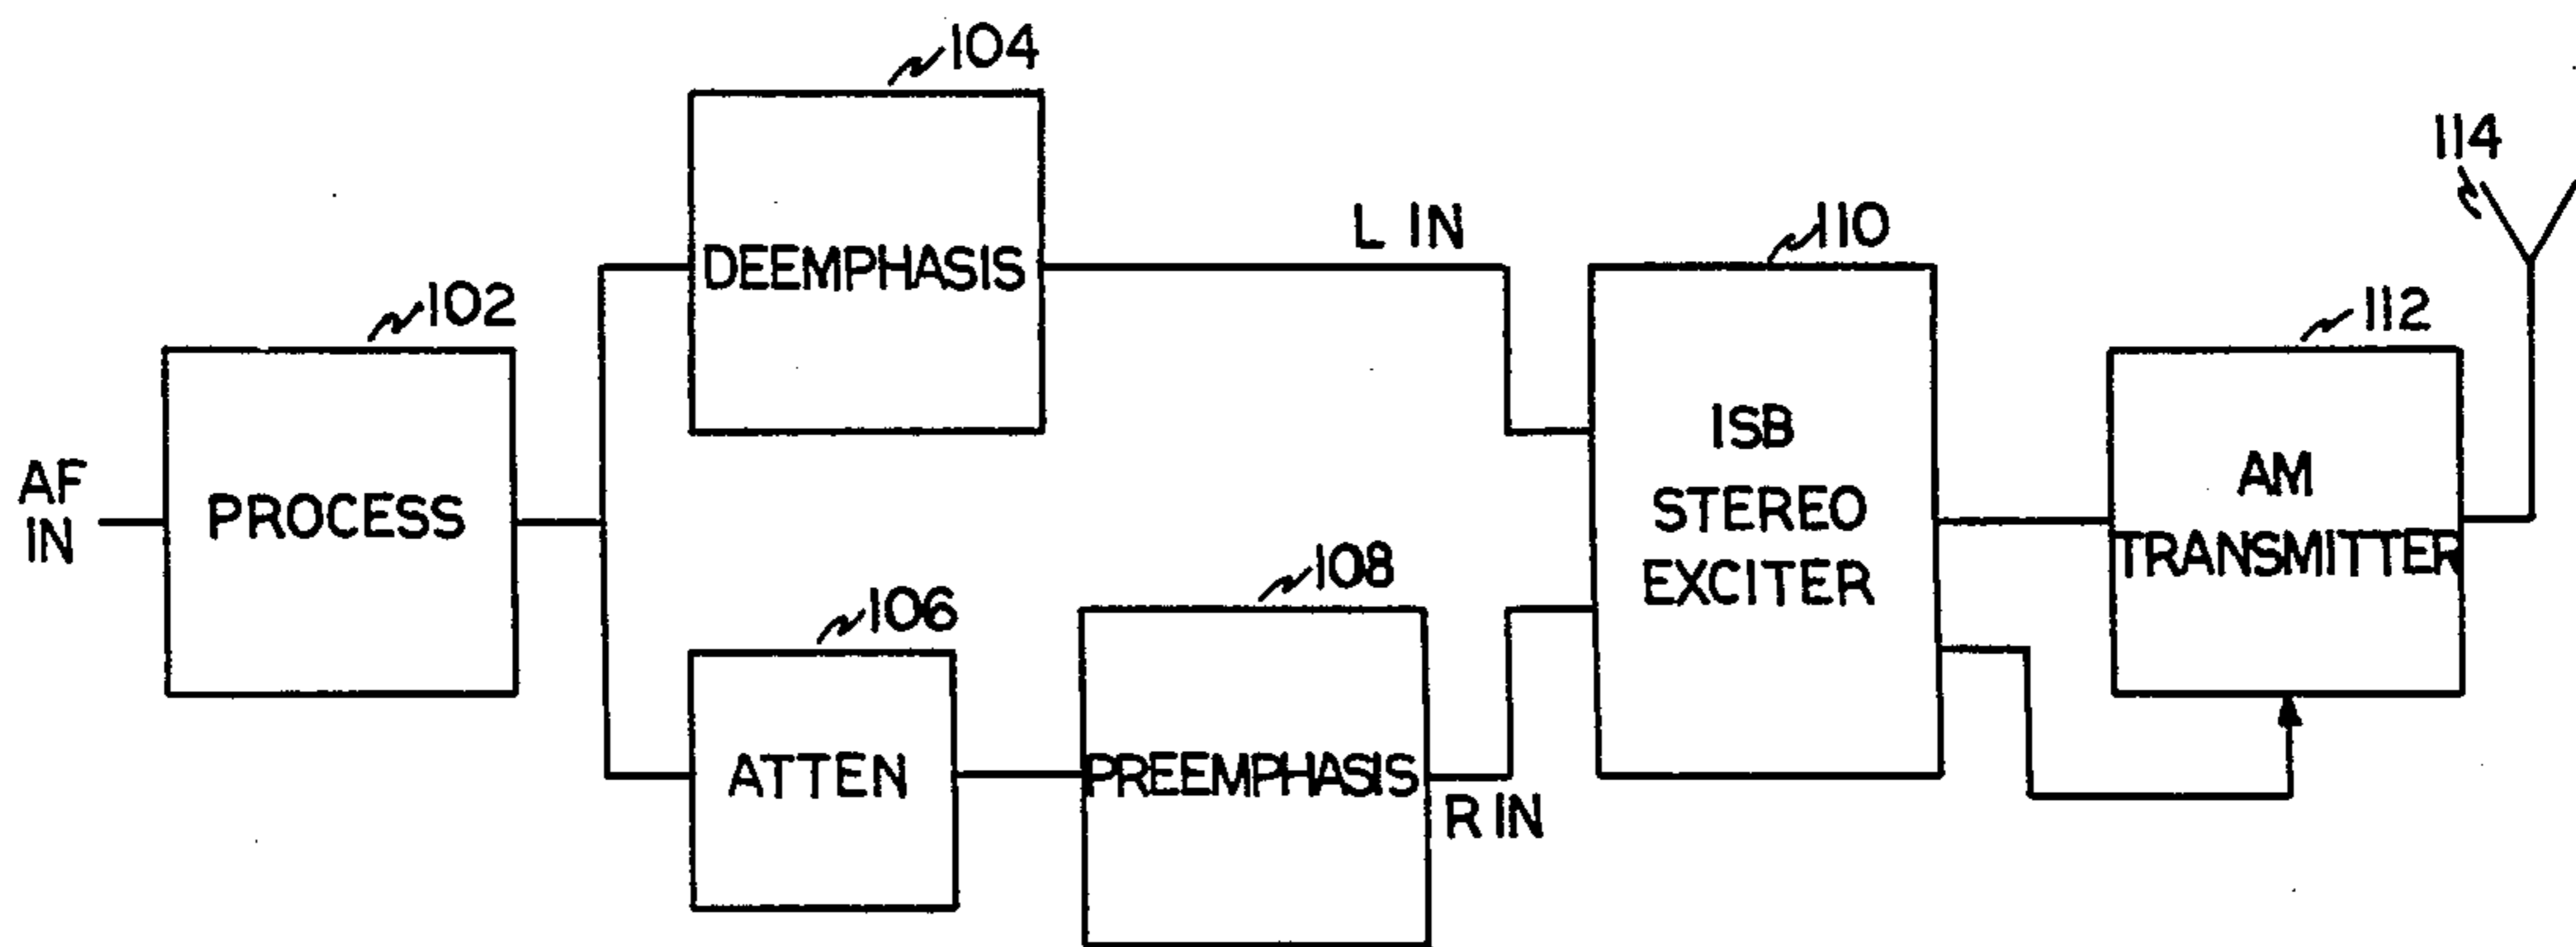 104
DEEMPHASIS
L IN
114
102
PROCESS
AF
IN
110
ISB
STEREO
EXCITER
112
AM
TRANSMITTER
106
ATTEN
108
PREEMPHASIS
R IN